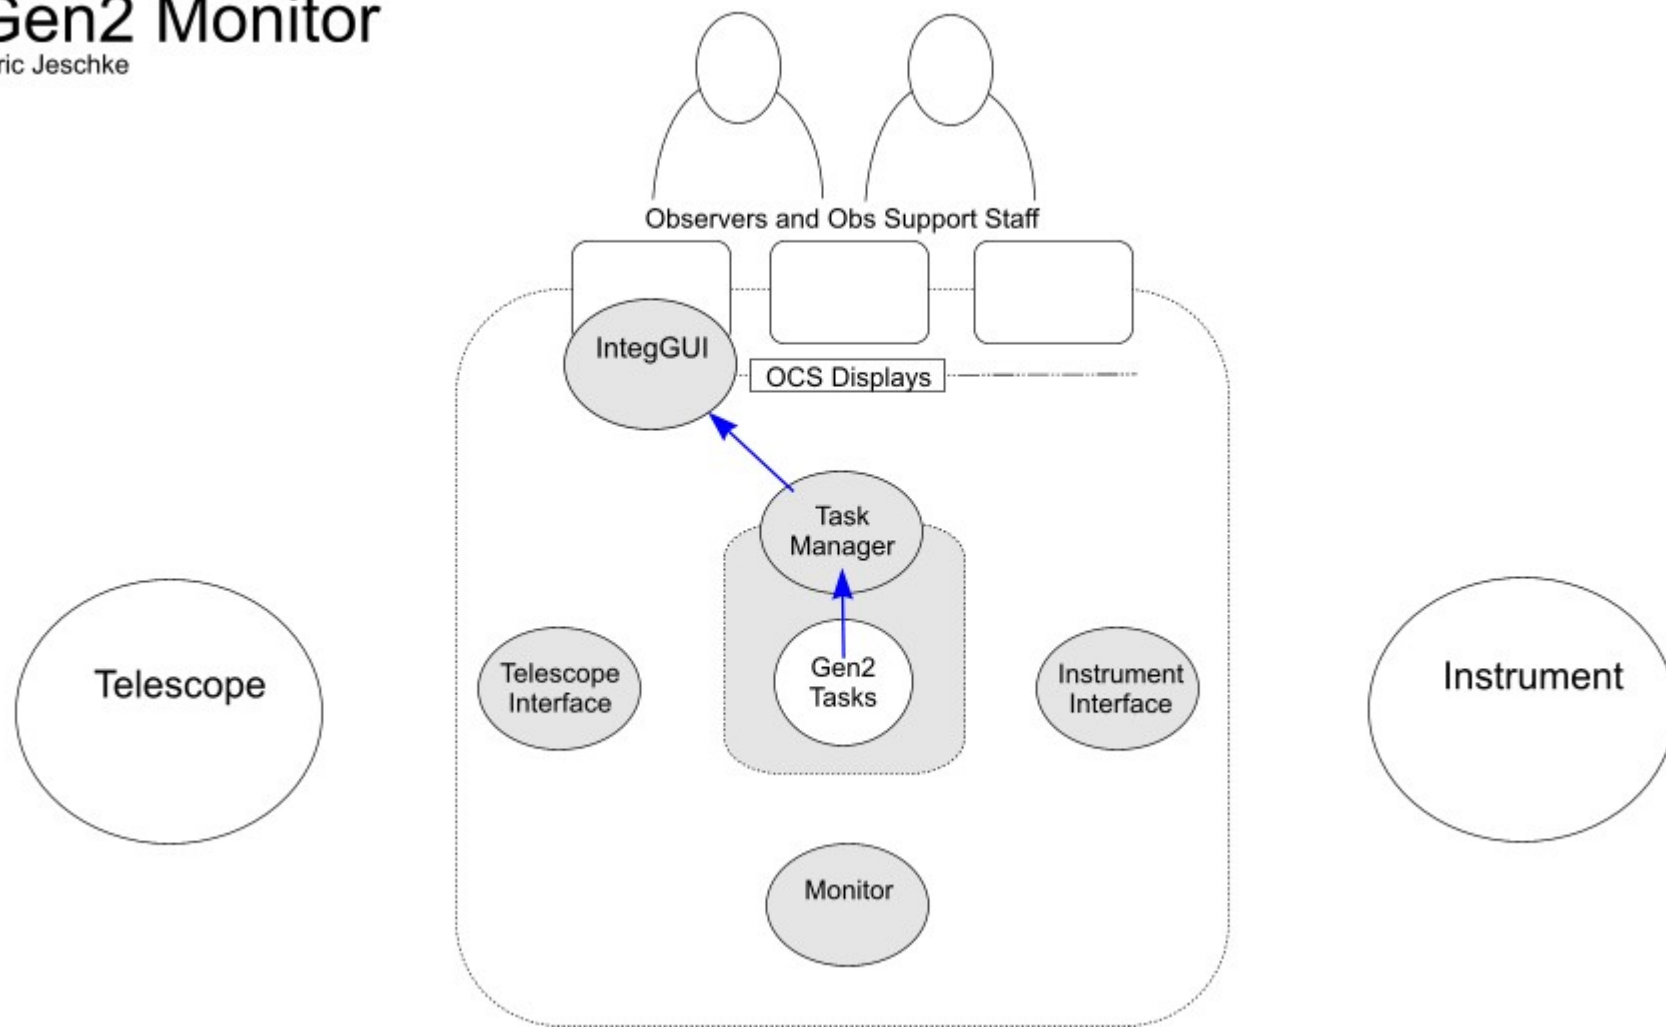 Gen2 Monitor
ric Jeschke
Observers and Obs Support Staff
IntegGUI
OCS Displays
Task
Manager
Telescope
Telescope
Interface
Gen2
Tasks
Instrument
Interface
Instrument
Monitor